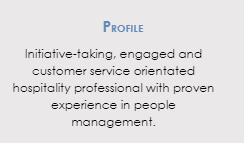 PROFILE
Initiative-taking, engaged and
customer service orientated
hospitality professional with proven
experience in people
management.